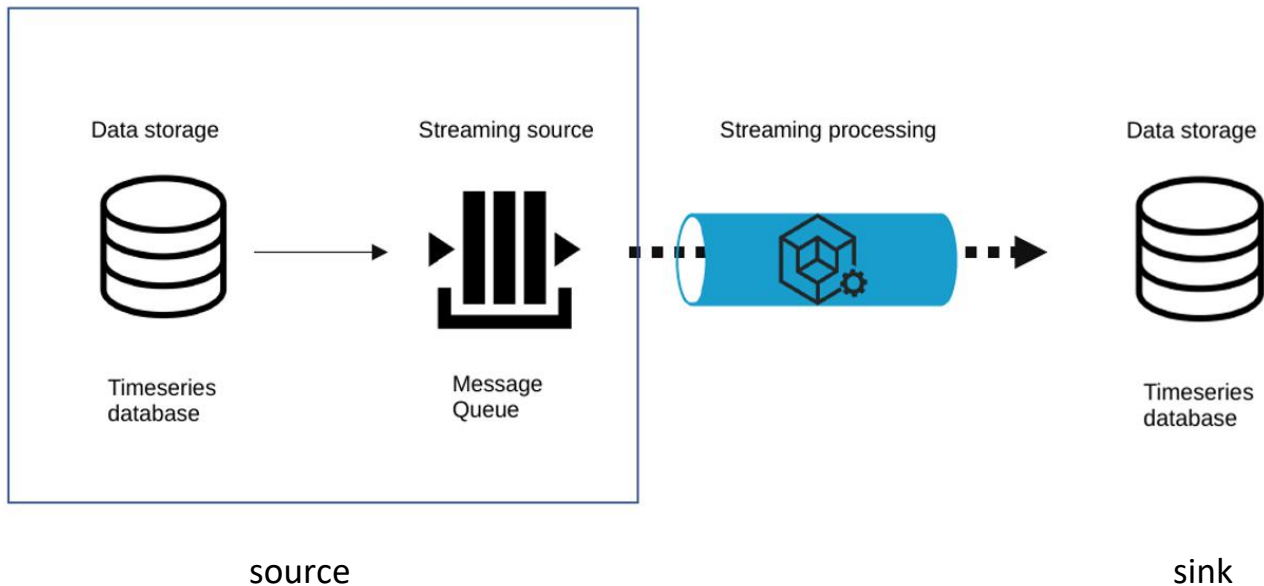 Data storage
Streaming source
Streaming processing
Data storage
Timeseries
database
Message
Queue
Timeseries
database
source
sink